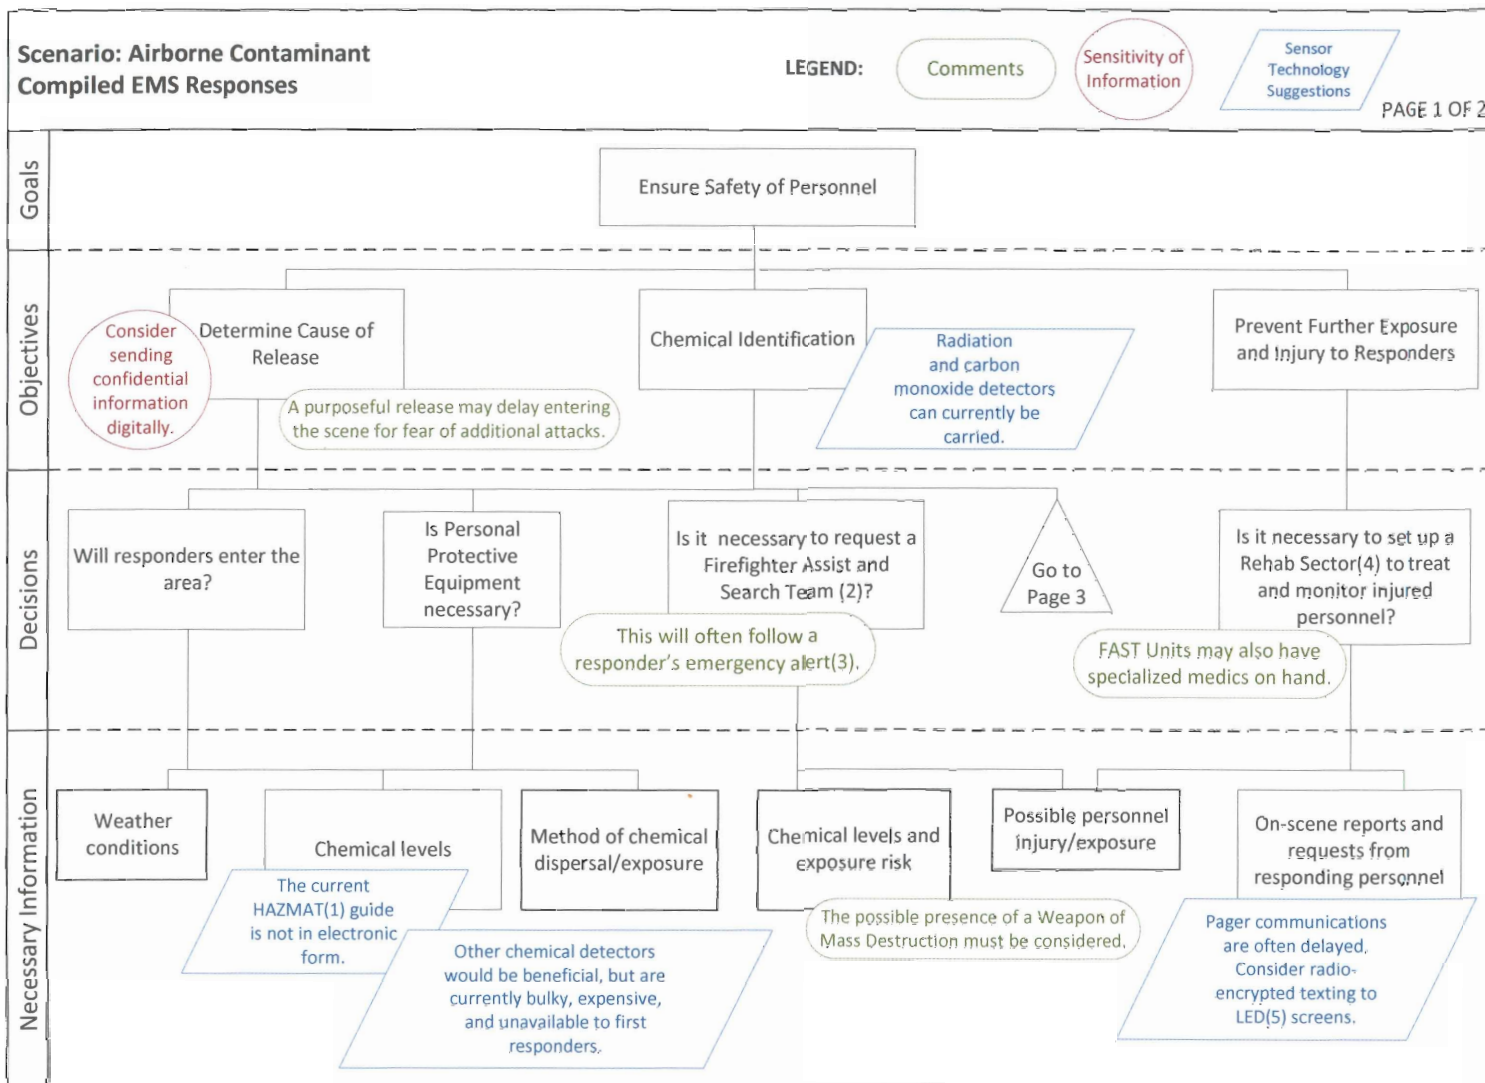 Scenario: Airborne Contaminant
Compiled EMS Responses
LEGEND:
Comments
Sensitivity of
Information
Sensor
Technology
Suggestions
PAGE 1 OF 2
Goals
Ensure Safety of Personnel
Objectives
Consider
sending
confidential
information
digitally.
Determine Cause of
Release
A purposeful release may delay entering
the scene for fear of additional attacks.
Chemical Identification
Radiation
and carbon
monoxide detectors
can currently be
carried.
Prevent Further Exposure
and Injury to Responders
Decisions
Will responders enter the
area?
Is Personal
Protective
Equipment
necessary?
Is it necessary to request a
Firefighter Assist and
Search Team (2)?
This will often follow a
responder's emergency alert(3).
Go to
Page 3
Is it necessary to set up a
Rehab Sector(4) to treat
and monitor injured
personnel?
FAST Units may also have
specialized medics on hand.
Necessary Information
Weather
conditions
Chemical levels
The current
HAZMAT(1) guide
is not in electronic
form.
Other chemical detectors
would be beneficial, but are
currently bulky, expensive,
and unavailable to first
responders.
Method of chemical
dispersal/exposure
Chemical levels and
exposure risk
The possible presence of a Weapon of
Mass Destruction must be considered.
Possible personnel
injury/exposure
On-scene reports and
requests from
responding personnel
Pager communications
are often delayed.
Consider radio-
encrypted texting to
LED(5) screens.